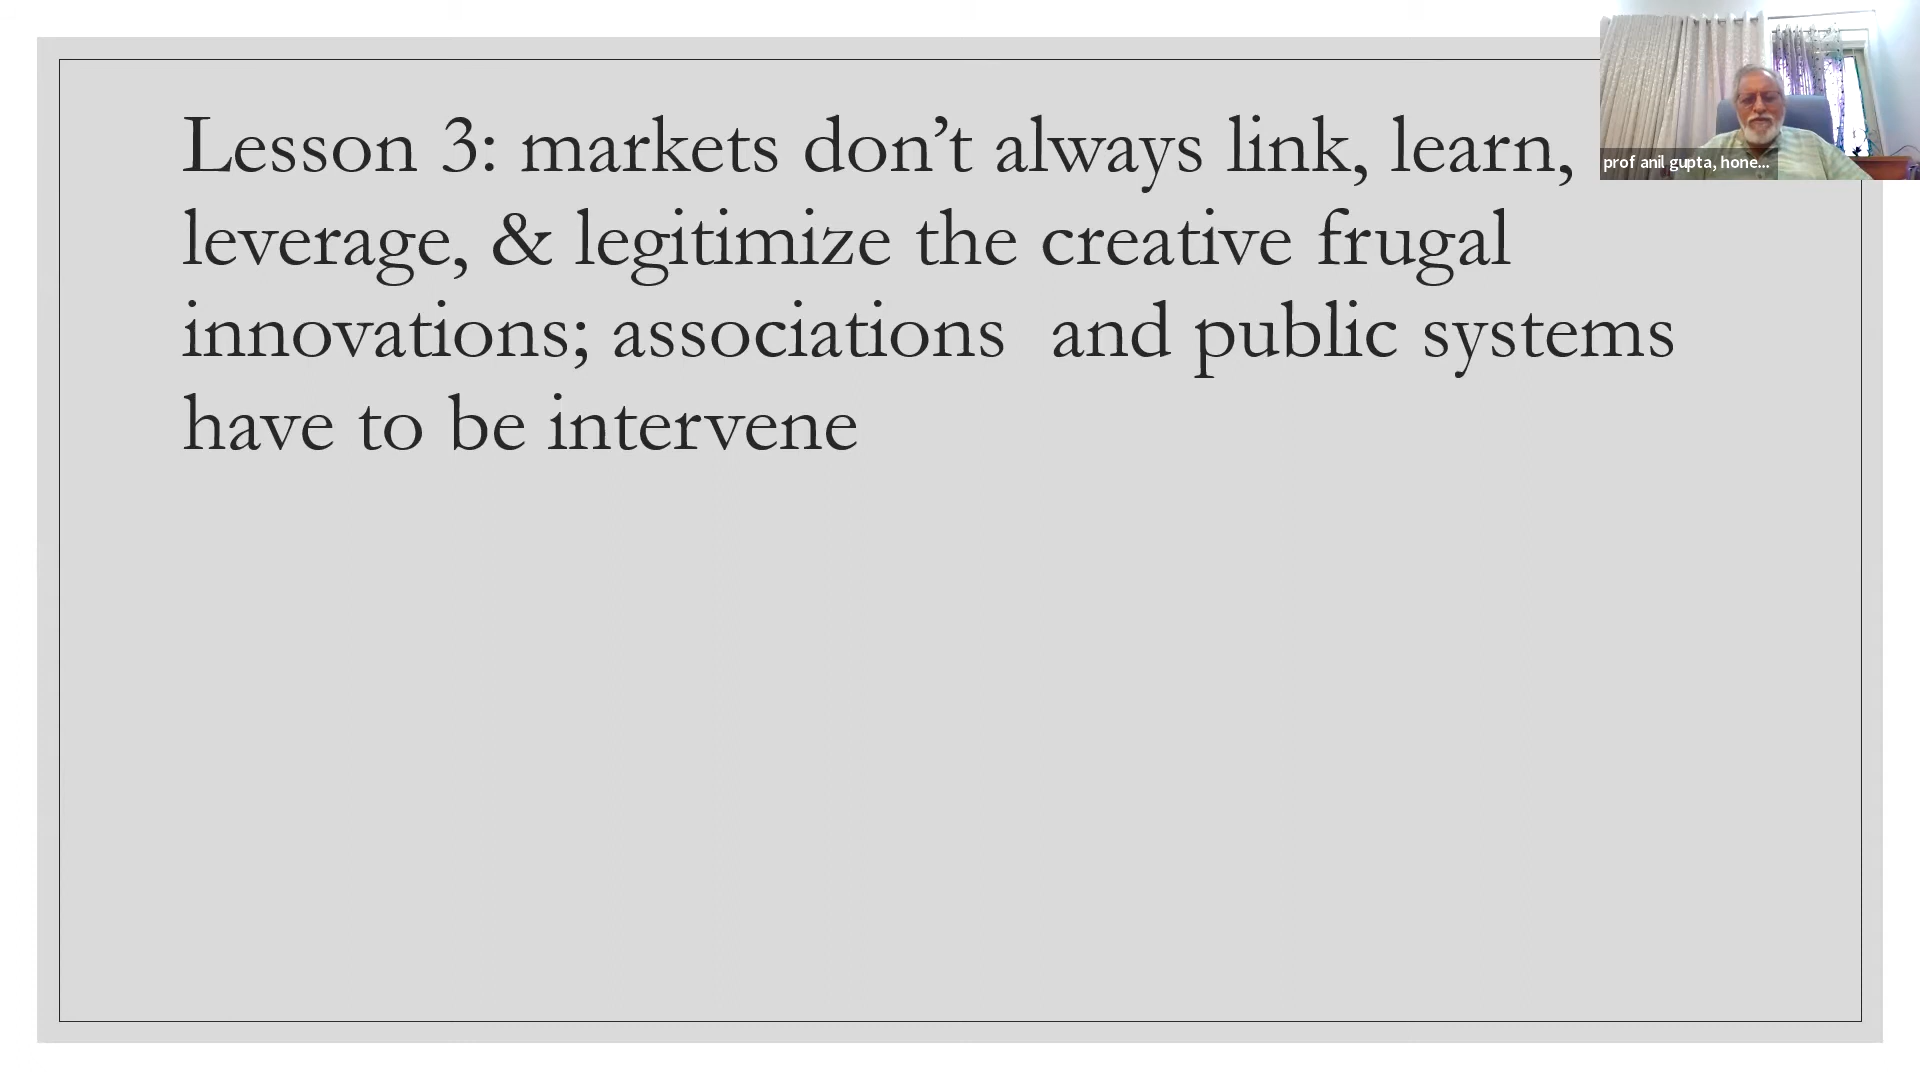 Lesson 3: markets don’t always link, learn,
leverage, & legitimize the creative frugal
innovations; associations  and public systems
have to be intervene
prof anil gupta, hone...